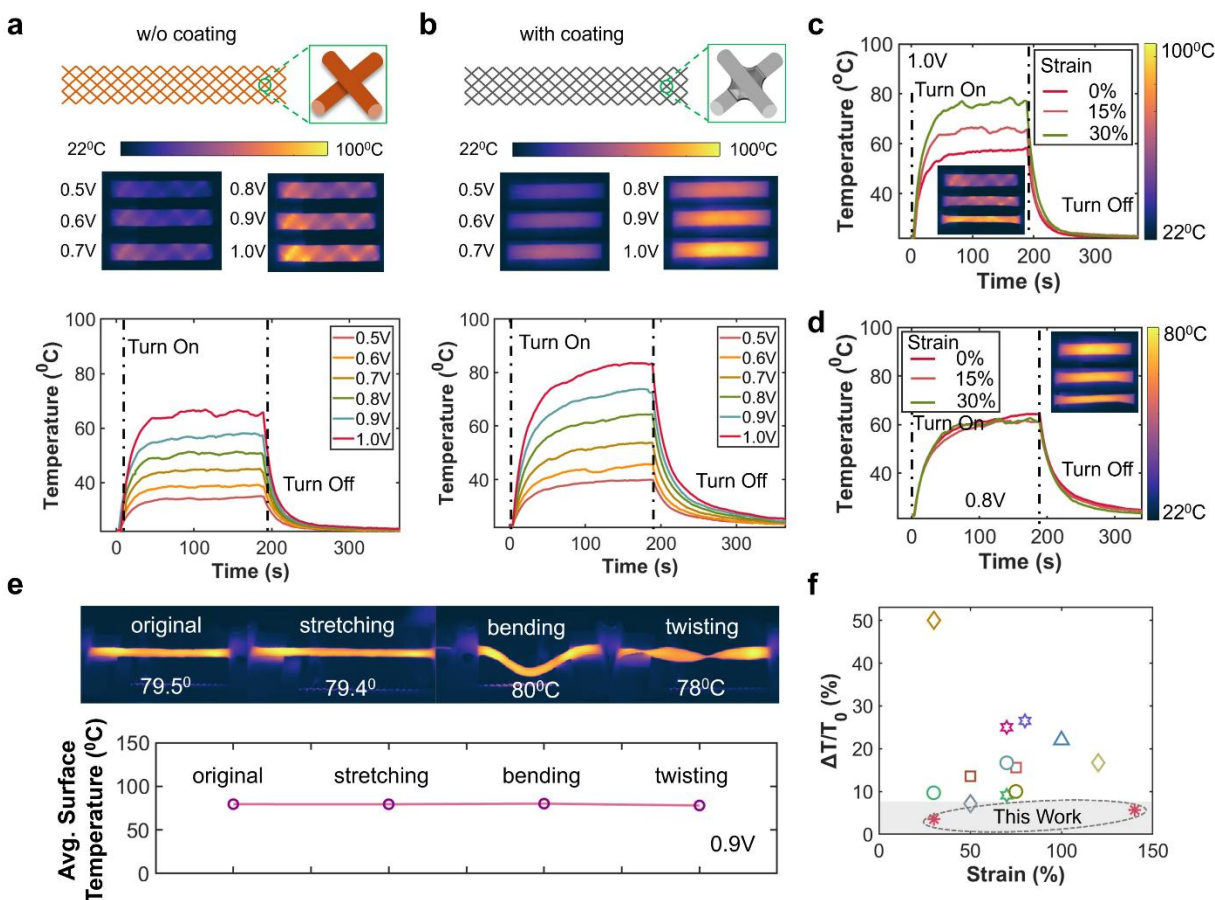 a
w/o coating
22⁰C
100⁰C
0.5V
0.6V
0.7V
0.8V
0.9V
1.0V
100
80
60
40
Temperature (⁰C)
Turn On
Turn Off
0.5V
0.6V
0.7V
0.8V
0.9V
1.0V
0
100
200
300
Time (s)
b
with coating
22⁰C
100⁰C
0.5V
0.6V
0.7V
0.8V
0.9V
1.0V
100
80
60
40
Temperature (⁰C)
Turn On
Turn Off
0.5V
0.6V
0.7V
0.8V
0.9V
1.0V
0
100
200
300
Time (s)
c
100
80
60
40
Temperature (⁰C)
1.0V
Turn On
Strain
0%
15%
30%
Turn Off
0
100
200
300
Time (s)
100⁰C
22⁰C
d
100
80
60
40
Temperature (⁰C)
Strain
0%
15%
30%
Turn On
Turn Off
0.8V
0
100
200
300
Time (s)
80⁰C
22⁰C
e
original
stretching
bending
twisting
79.5⁰
79.4⁰
80⁰C
78⁰C
Avg. Surface
Temperature (⁰C)
150
100
50
0
original
stretching
bending
twisting
0.9V
f
50
40
30
20
10
0
ΔT/T₀ (%)
This Work
0
50
100
150
Strain (%)